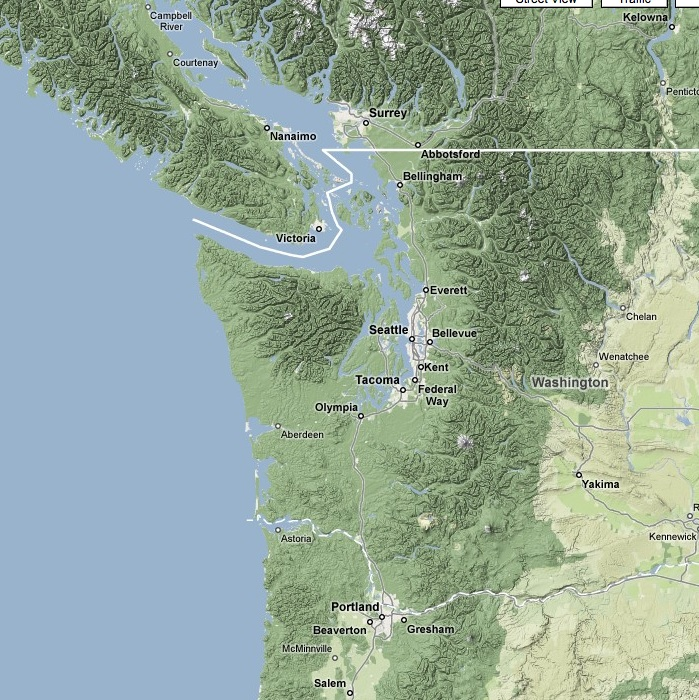 Street View
Traffic
Kelowna
Campbell
River
Courtenay
Surrey
Nanaimo
Abbotsford
Bellingham
Victoria
Everett
Chelan
Seattle
Bellevue
Wenatchee
Kent
Tacoma
Federal
Way
Washington
Olympia
Aberdeen
Yakima
Astoria
Kennewick
Portland
Beaverton
Gresham
McMinnville
Salem